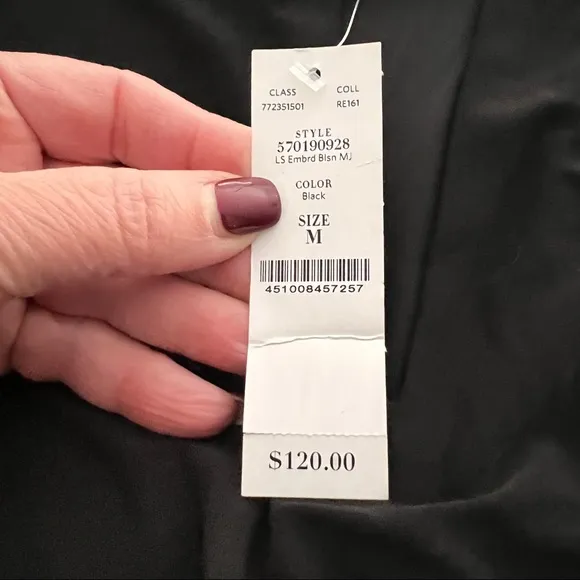 CLASS COLL
772351501 RE161
STYLE
570190928
LS Embrd Blsn MJ
COLOR
Black
SIZE
M
451008457257
$120.00